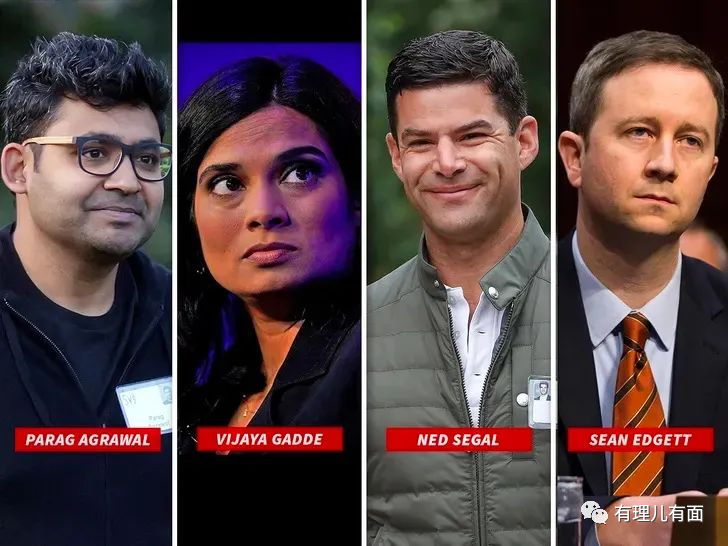 PARAG AGRAWAL
VIJAYA GADDE
NED SEGAL
SEAN EDGETT
有理儿有面